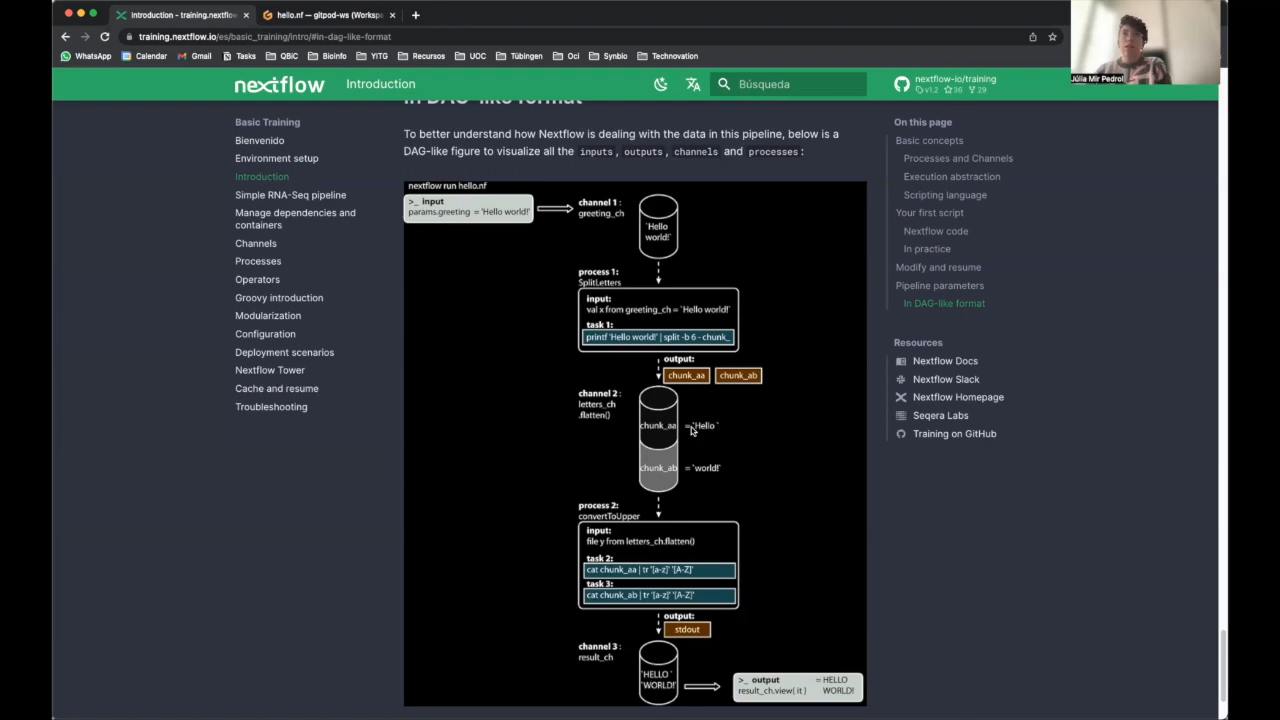 Introduction - training.nextflow
hello.nf — gitpod-ws (Workspa
training.nextflow.io/es/basic_training/intro/#in-dag-like-format
WhatsApp
Calendar
Gmail
Tasks
QBiC
Bioinfo
YITG
Recursos
UOC
Tübingen
Oci
Synbio
Technovation
Júlia Mir Pedrol
nextflow
Introduction
Búsqueda
nextflow-io/training
v1.2 36 29
Basic Training
Bienvenido
Environment setup
Introduction
Simple RNA-Seq pipeline
Manage dependencies and
containers
Channels
Processes
Operators
Groovy introduction
Modularization
Configuration
Deployment scenarios
Nextflow Tower
Cache and resume
Troubleshooting
In DAG-like format
To better understand how Nextflow is dealing with the data in this pipeline, below is a
DAG-like figure to visualize all the inputs, outputs, channels and processes:
nextflow run hello.nf
>_ input
params.greeting = 'Hello world!'
channel 1 :
greeting_ch
`Hello
world!`
process 1:
SplitLetters
input:
val x from greeting_ch = `Hello world!`
task 1:
printf 'Hello world!' | split -b 6 - chunk_
output:
chunk_aa
chunk_ab
channel 2 :
letters_ch
.flatten()
chunk_aa
=`Hello `
chunk_ab
= `world!`
process 2:
convertToUpper
input:
file y from letters_ch.flatten()
task 2:
cat chunk_aa | tr '[a-z]' '[A-Z]'
task 3:
cat chunk_ab | tr '[a-z]' '[A-Z]'
output:
stdout
channel 3 :
result_ch
`HELLO `
`WORLD!`
>_ output = HELLO
result_ch.view{ it } WORLD!
On this page
Basic concepts
Processes and Channels
Execution abstraction
Scripting language
Your first script
Nextflow code
In practice
Modify and resume
Pipeline parameters
In DAG-like format
Resources
Nextflow Docs
Nextflow Slack
Nextflow Homepage
Seqera Labs
Training on GitHub